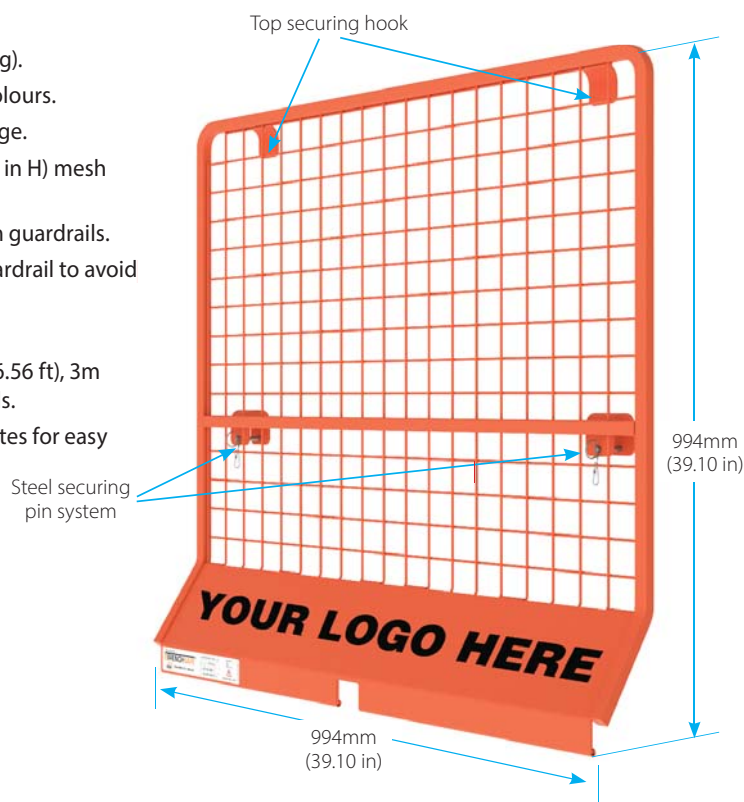 Top securing hook
g).
olours.
ge.
in H) mesh
n guardrails.
ardrail to avoid
6.56 ft), 3m
s.
tes for easy
994mm
(39.10 in)
Steel securing
pin system
YOUR LOGO HERE
994mm
(39.10 in)